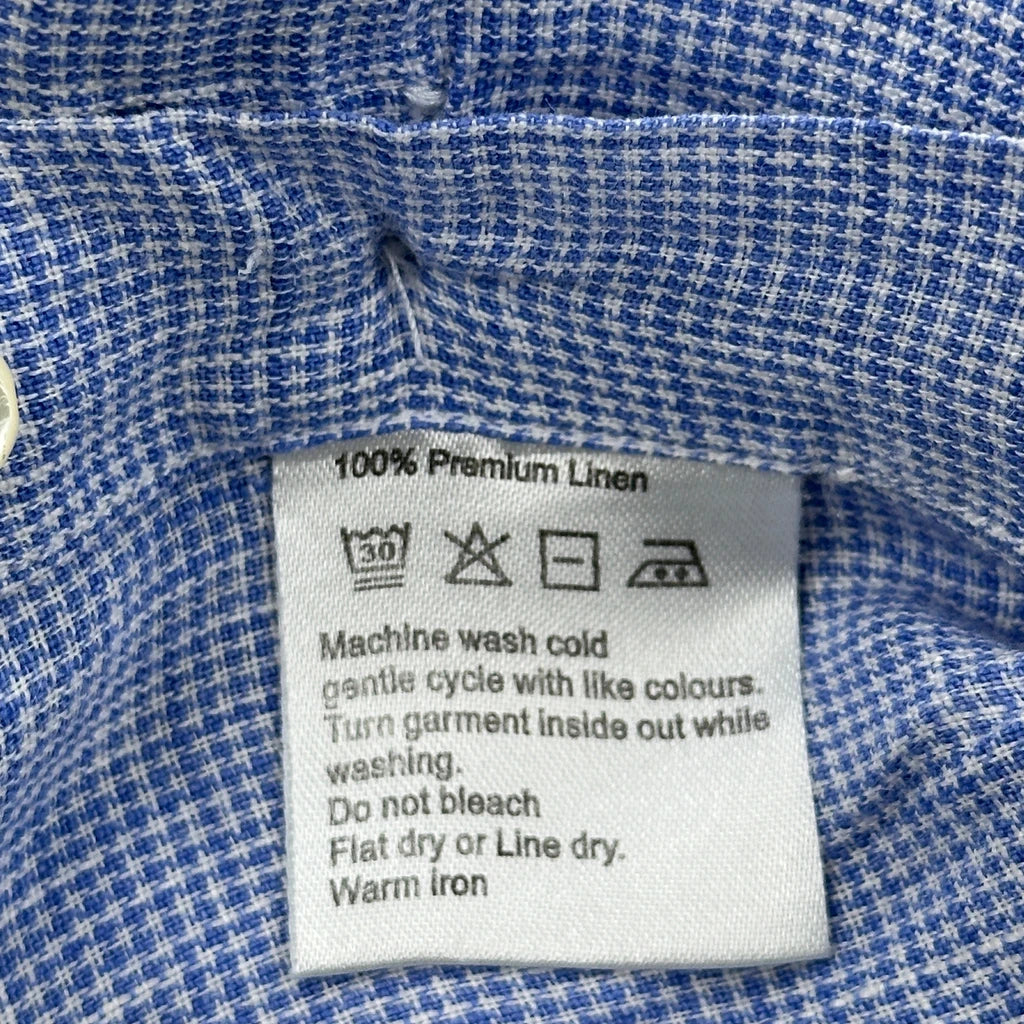 100% Premium Linen
30
Machine wash cold
gentle cycle with like colours.
Turn garment inside out while
washing.
Do not bleach
Flat dry or Line dry.
Warm iron